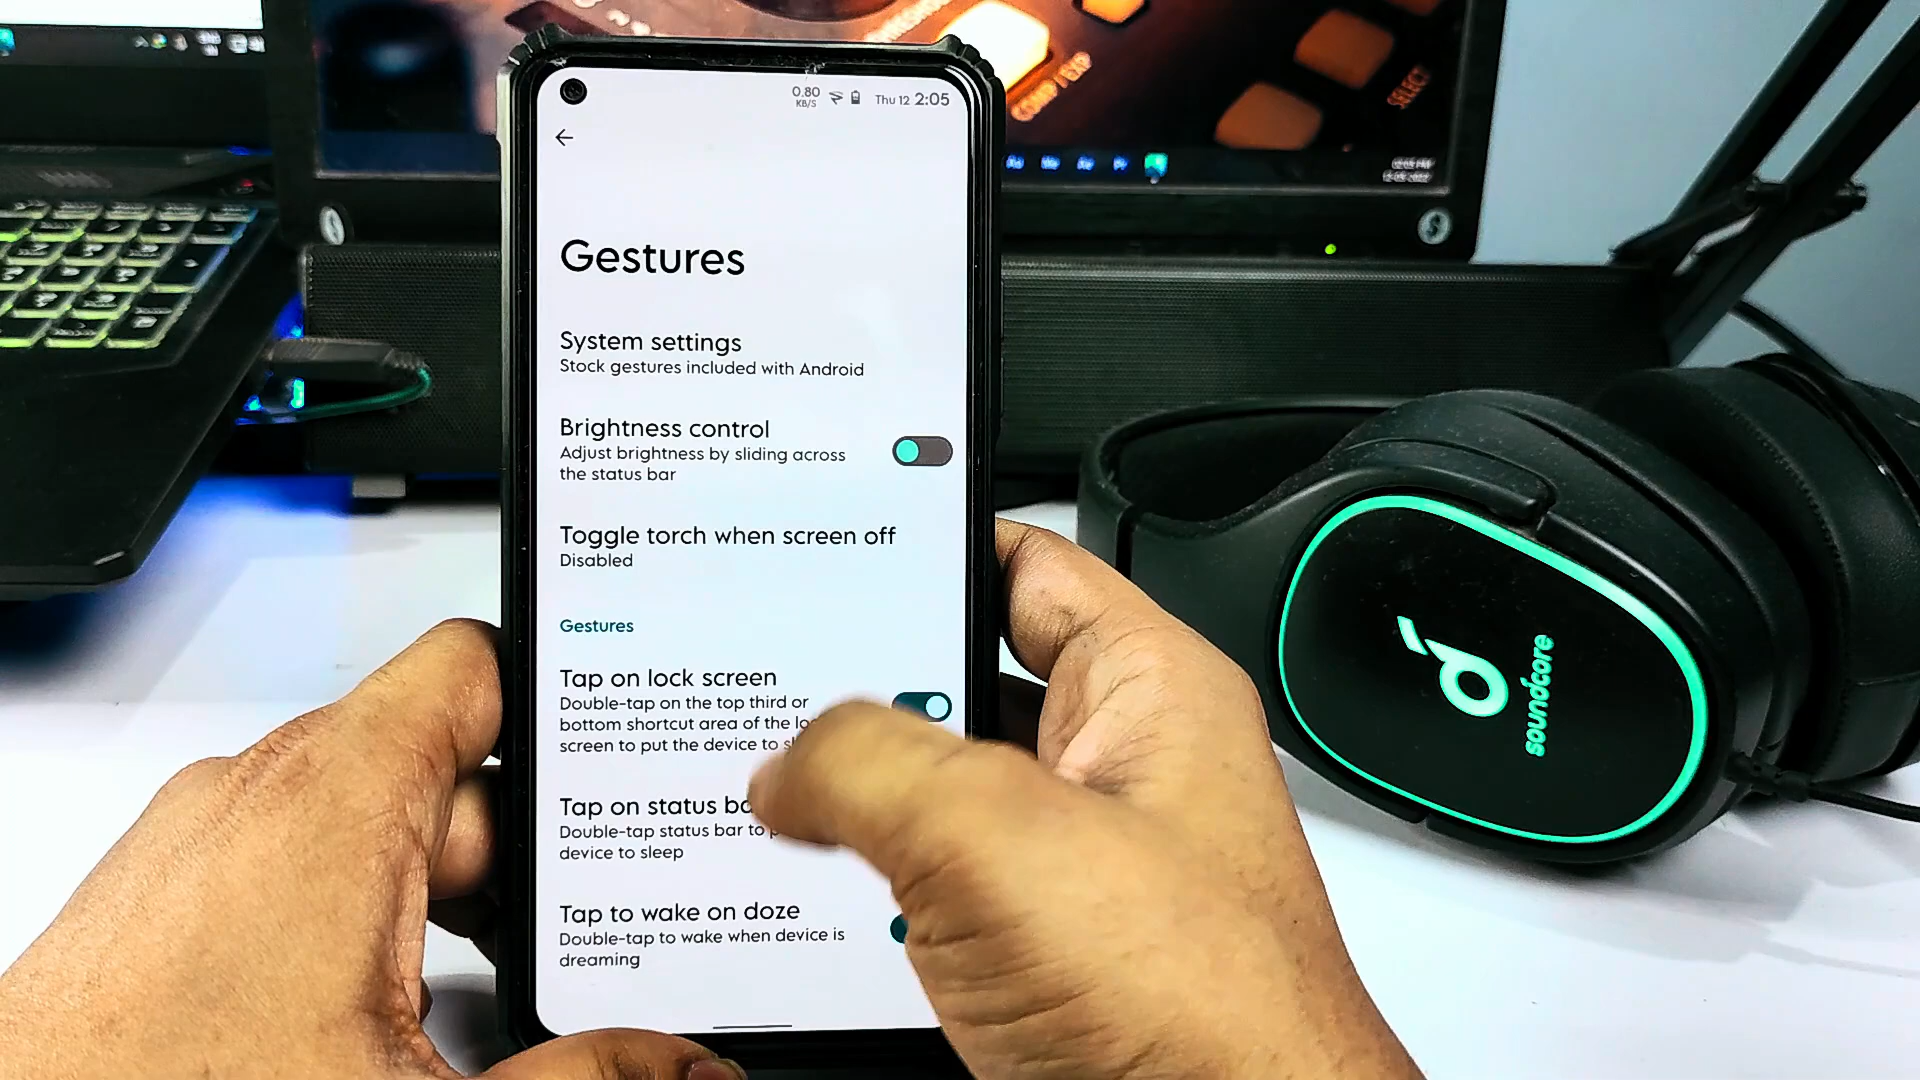 0.80
KB/S
Thu 12 2:05
Gestures
System settings
Stock gestures included with Android
Brightness control
Adjust brightness by sliding across
the status bar
Toggle torch when screen off
Disabled
Gestures
Tap on lock screen
Double-tap on the top third or
bottom shortcut area of the
screen to put the device to
Tap on status
Double-tap status bar to
device to sleep
Tap to wake on doze
Double-tap to wake when device is
dreaming
COMP / EXP
SELECT
soundcore